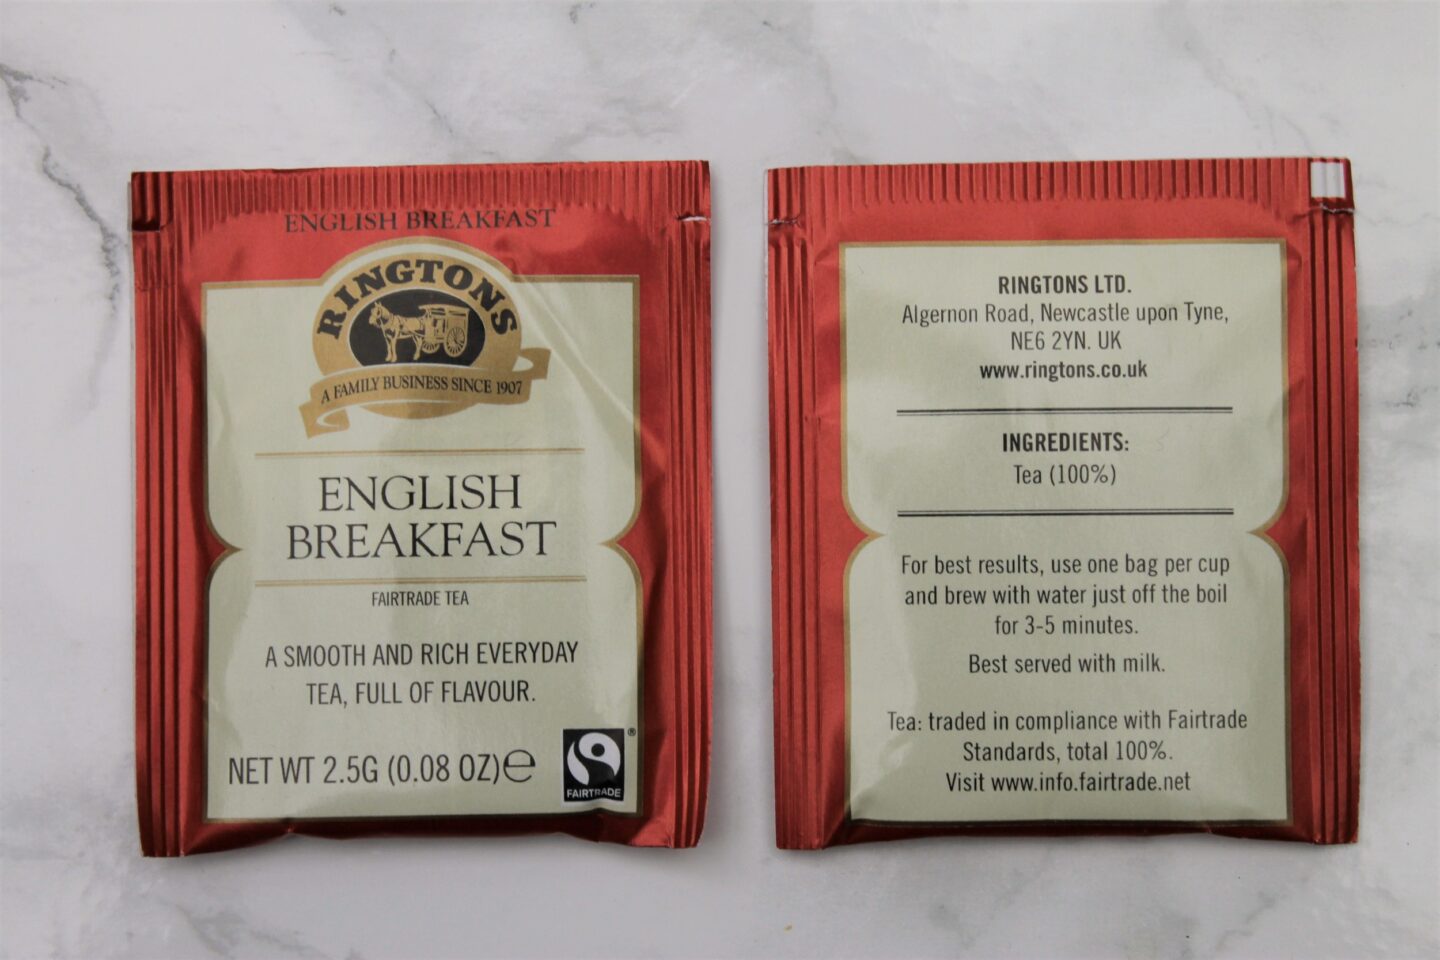 ENGLISH BREAKFAST
RINGTONS
A FAMILY BUSINESS SINCE 1907
ENGLISH
BREAKFAST
FAIRTRADE TEA
A SMOOTH AND RICH EVERYDAY
TEA, FULL OF FLAVOUR.
NET WT 2.5G (0.08 OZ)℮
®
FAIRTRADE
RINGTONS LTD.
Algernon Road, Newcastle upon Tyne,
NE6 2YN. UK
www.ringtons.co.uk
INGREDIENTS:
Tea (100%)
For best results, use one bag per cup
and brew with water just off the boil
for 3-5 minutes.
Best served with milk.
Tea: traded in compliance with Fairtrade
Standards, total 100%.
Visit www.info.fairtrade.net